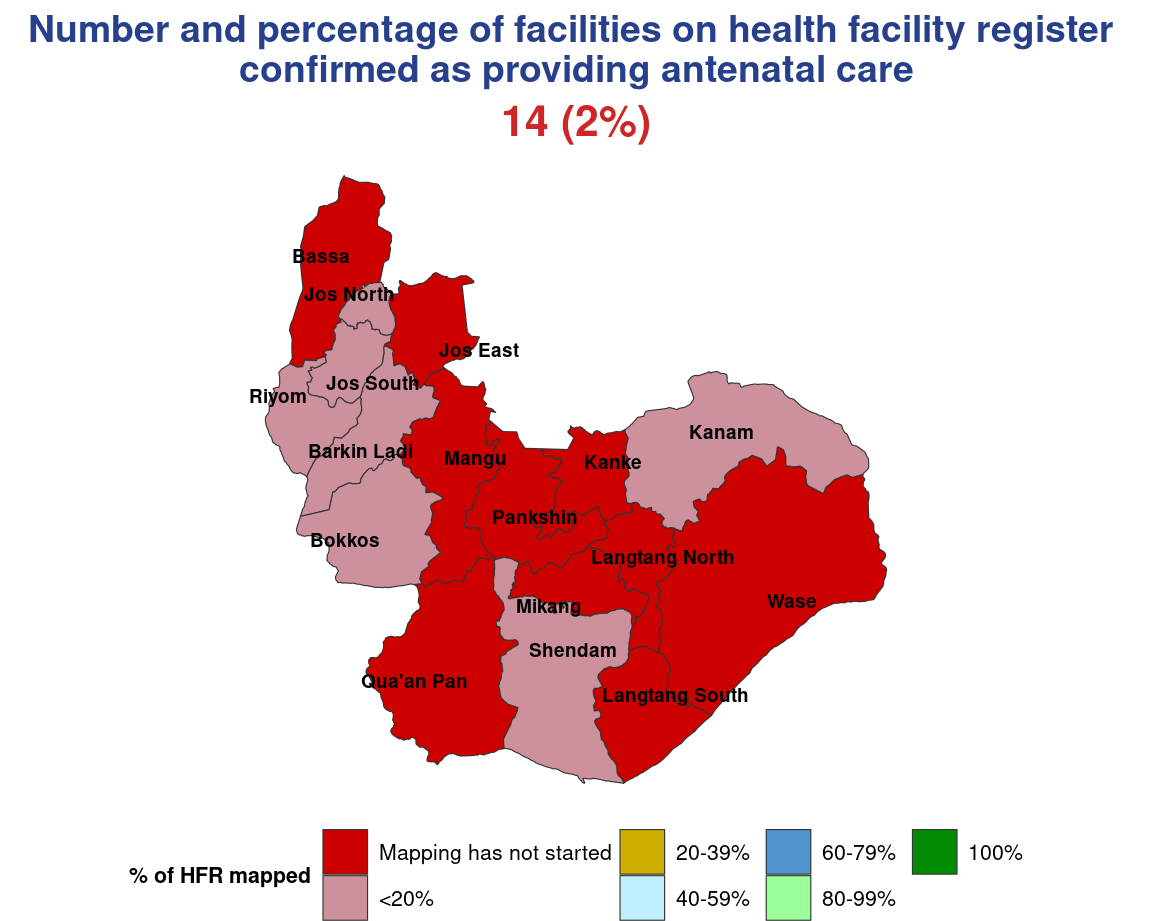 Number and percentage of facilities on health facility register
confirmed as providing antenatal care
14 (2%)
Bassa
Jos North
Jos East
Jos South
Riyom
Kanam
Barkin Ladi
Mangu
Kanke
Pankshin
Bokkos
Langtang North
Wase
Mikang
Shendam
Qua'an Pan
Langtang South
% of HFR mapped
Mapping has not started
<20%
20-39%
40-59%
60-79%
80-99%
100%